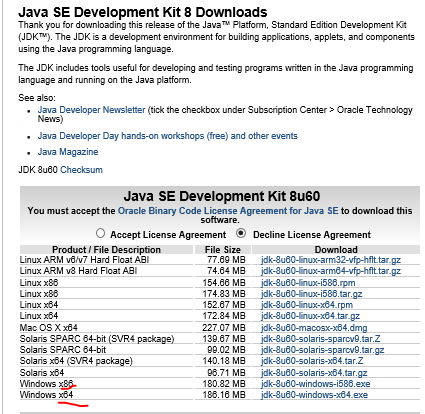 Java SE Development Kit 8 Downloads
Thank you for downloading this release of the Java™ Platform, Standard Edition Development Kit
(JDK™). The JDK is a development environment for building applications, applets, and components
using the Java programming language.
The JDK includes tools useful for developing and testing programs written in the Java programming
language and running on the Java platform.
See also:
• Java Developer Newsletter (tick the checkbox under Subscription Center > Oracle Technology
News)
• Java Developer Day hands-on workshops (free) and other events
• Java Magazine
JDK 8u60 Checksum
Java SE Development Kit 8u60
You must accept the Oracle Binary Code License Agreement for Java SE to download this
software.
Accept License Agreement Decline License Agreement
Product / File Description File Size Download
Linux ARM v6/v7 Hard Float ABI 77.69 MB jdk-8u60-linux-arm32-vfp-hflt.tar.gz
Linux ARM v8 Hard Float ABI 74.64 MB jdk-8u60-linux-arm64-vfp-hflt.tar.gz
Linux x86 154.66 MB jdk-8u60-linux-i586.rpm
Linux x86 174.83 MB jdk-8u60-linux-i586.tar.gz
Linux x64 152.67 MB jdk-8u60-linux-x64.rpm
Linux x64 172.84 MB jdk-8u60-linux-x64.tar.gz
Mac OS X x64 227.07 MB jdk-8u60-macosx-x64.dmg
Solaris SPARC 64-bit (SVR4 package) 139.67 MB jdk-8u60-solaris-sparcv9.tar.Z
Solaris SPARC 64-bit 99.02 MB jdk-8u60-solaris-sparcv9.tar.gz
Solaris x64 (SVR4 package) 140.18 MB jdk-8u60-solaris-x64.tar.Z
Solaris x64 96.71 MB jdk-8u60-solaris-x64.tar.gz
Windows x86 180.82 MB jdk-8u60-windows-i586.exe
Windows x64 186.16 MB jdk-8u60-windows-x64.exe